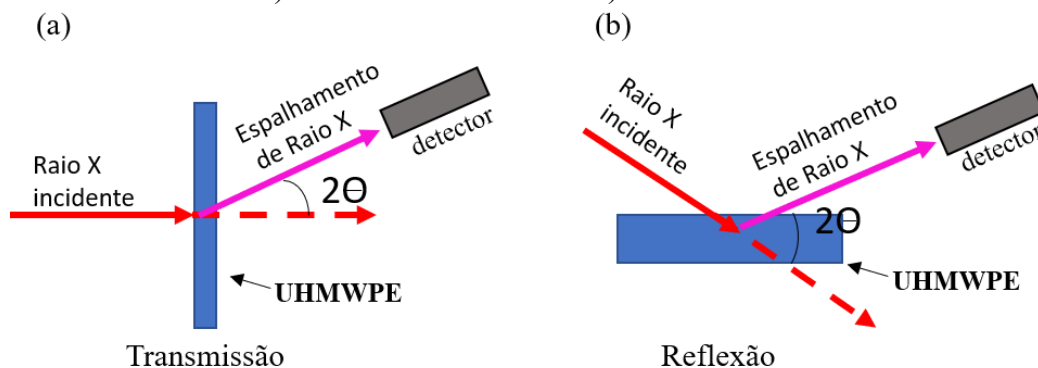 (a)
(b)
Espalhamento
de Raio X
detector
Raio X
incidente
2Θ
UHMWPE
Transmissão
Raio X
incidente
Espalhamento
de Raio X
detector
2Θ
UHMWPE
Reflexão